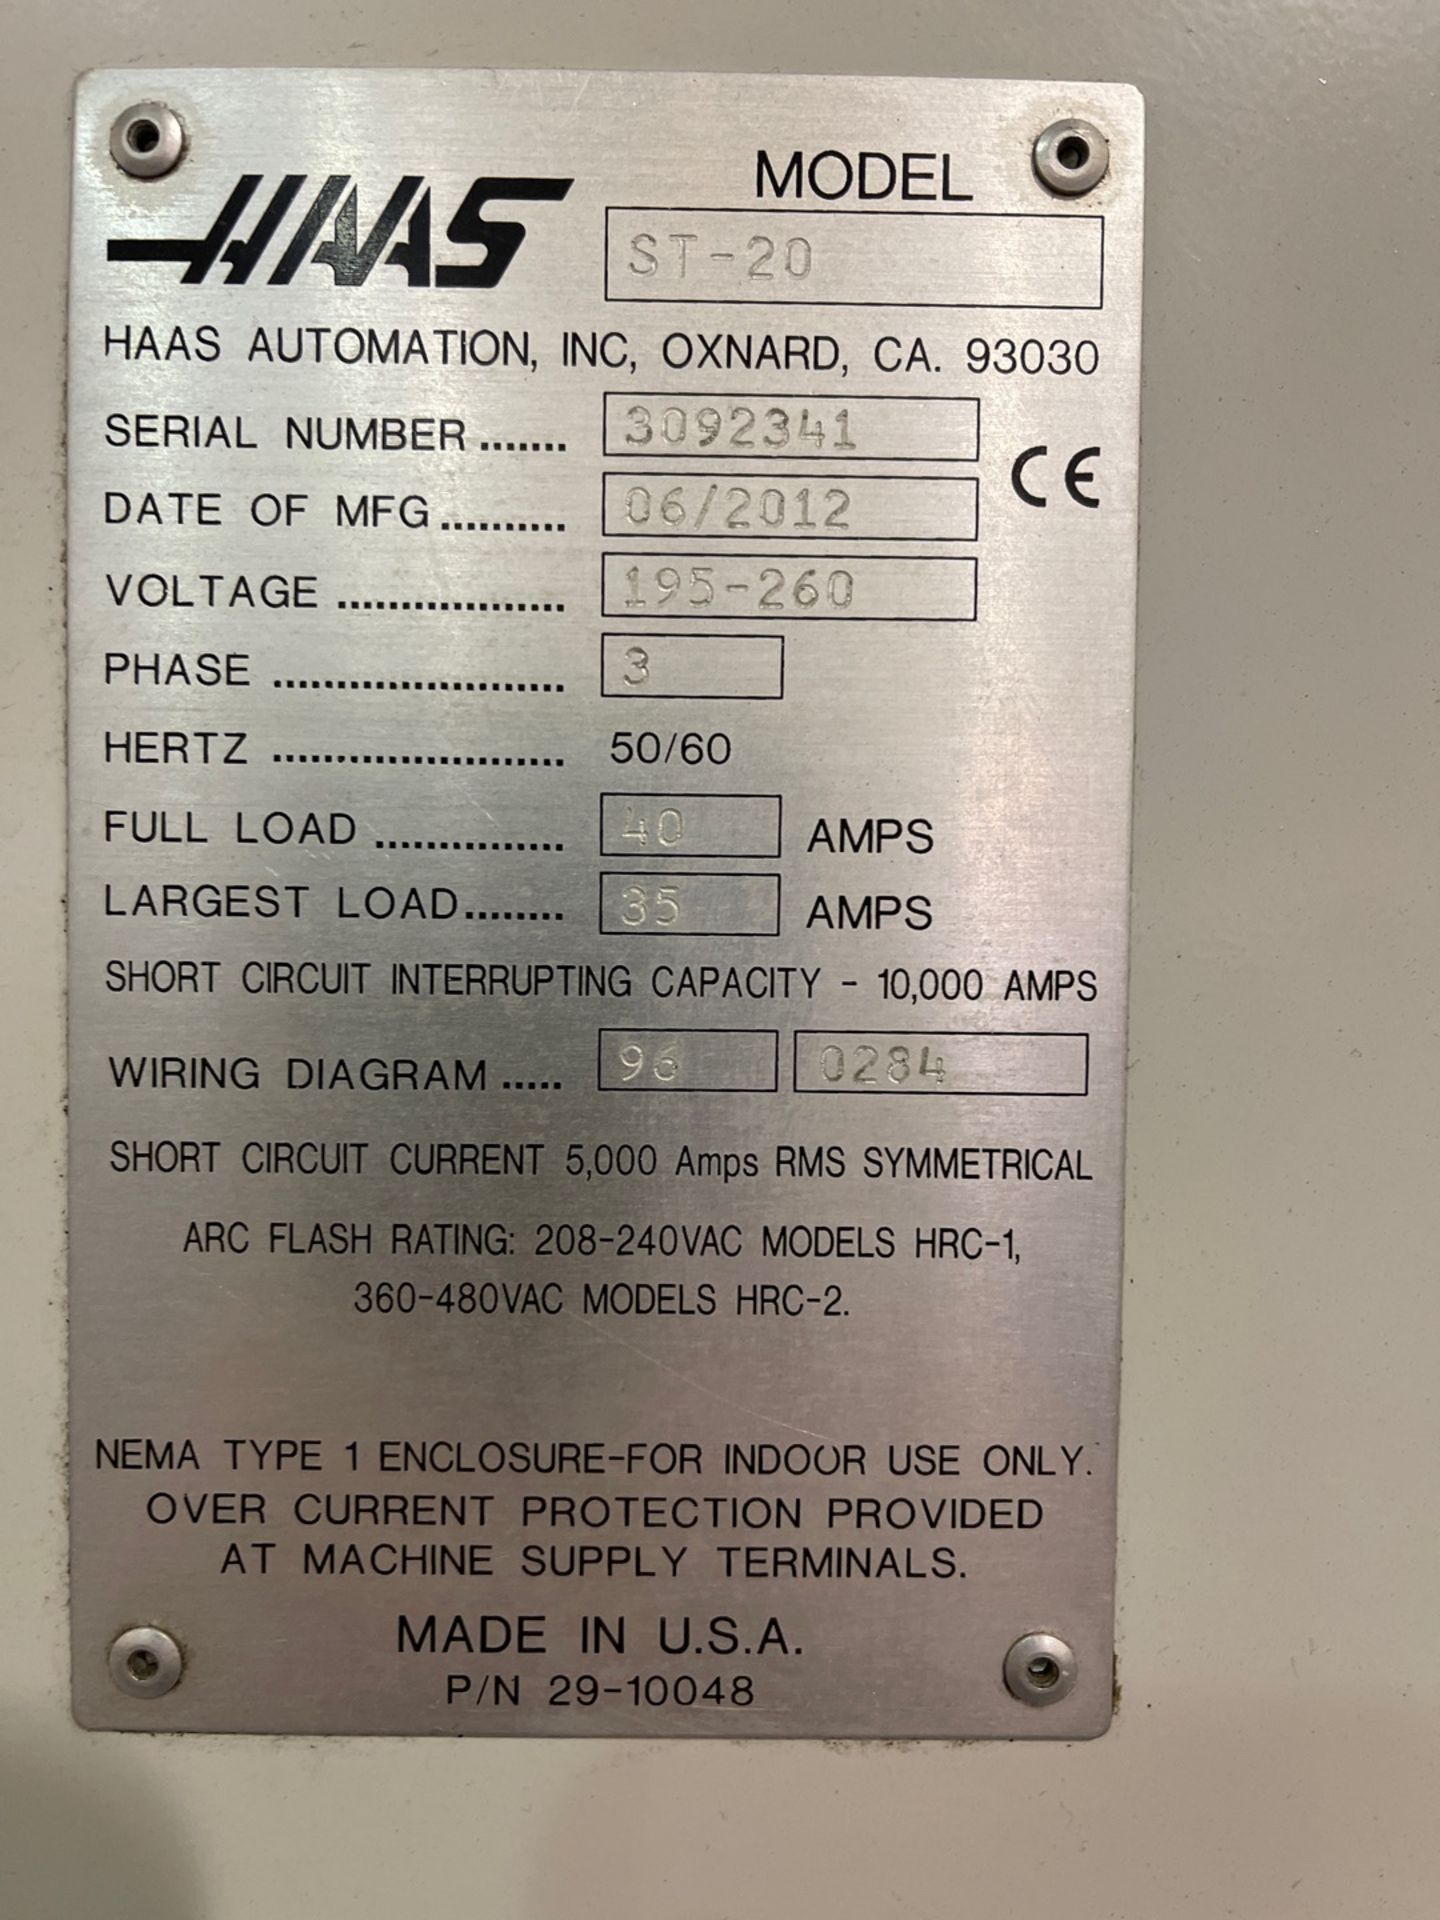 HAAS
MODEL
ST-20
HAAS AUTOMATION, INC, OXNARD, CA. 93030
SERIAL NUMBER ....... 3092341
CE
DATE OF MFG .......... 06/2012
VOLTAGE .................. 195-260
PHASE ....................... 3
HERTZ ....................... 50/60
FULL LOAD ............... 40 AMPS
LARGEST LOAD ........ 35 AMPS
SHORT CIRCUIT INTERRUPTING CAPACITY - 10,000 AMPS
WIRING DIAGRAM ..... 96 0284
SHORT CIRCUIT CURRENT 5,000 Amps RMS SYMMETRICAL
ARC FLASH RATING: 208-240VAC MODELS HRC-1,
360-480VAC MODELS HRC-2.
NEMA TYPE 1 ENCLOSURE-FOR INDOOR USE ONLY.
OVER CURRENT PROTECTION PROVIDED
AT MACHINE SUPPLY TERMINALS.
MADE IN U.S.A.
P/N 29-10048